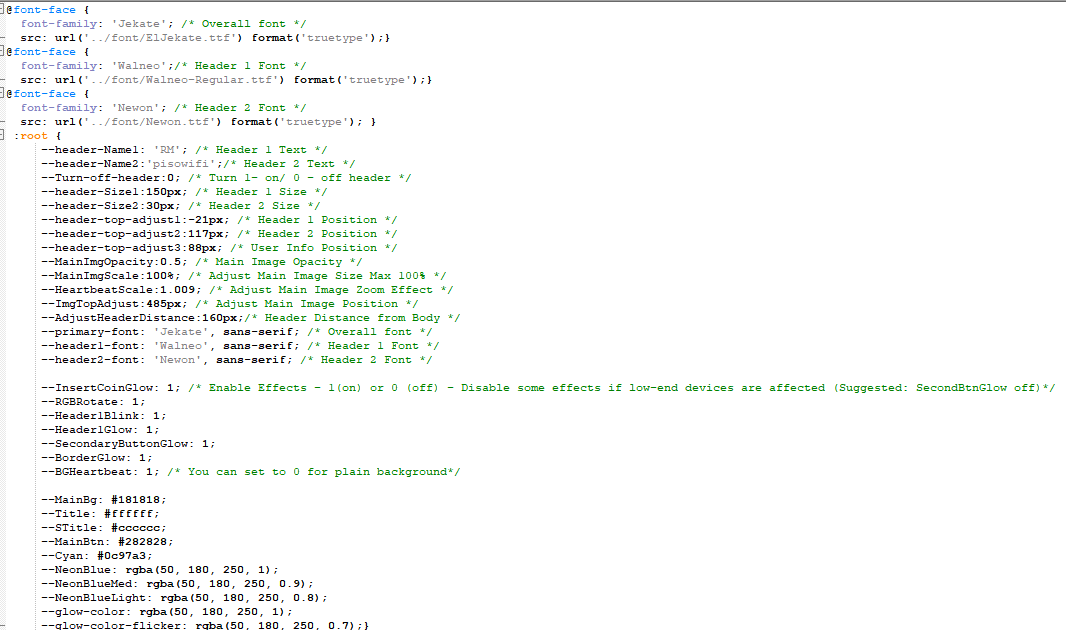 @font-face {
font-family: 'Jekate'; /* Overall font */
src: url('../font/ElJekate.ttf') format('truetype');}
@font-face {
font-family: 'Walneo';/* Header 1 Font */
src: url('../font/Walneo-Regular.ttf') format('truetype');}
@font-face {
font-family: 'Newon'; /* Header 2 Font */
src: url('../font/Newon.ttf') format('truetype'); }
:root {
--header-Name1: 'RM'; /* Header 1 Text */
--header-Name2:'pisowifi';/* Header 2 Text */
--Turn-off-header:0; /* Turn 1- on/ 0 - off header */
--header-Size1:150px; /* Header 1 Size */
--header-Size2:30px; /* Header 2 Size */
--header-top-adjust1:-21px; /* Header 1 Position */
--header-top-adjust2:117px; /* Header 2 Position */
--header-top-adjust3:88px; /* User Info Position */
--MainImgOpacity:0.5; /* Main Image Opacity */
--MainImgScale:100%; /* Adjust Main Image Size Max 100% */
--HeartbeatScale:1.009; /* Adjust Main Image Zoom Effect */
--ImgTopAdjust:485px; /* Adjust Main Image Position */
--AdjustHeaderDistance:160px;/* Header Distance from Body */
--primary-font: 'Jekate', sans-serif; /* Overall font */
--header1-font: 'Walneo', sans-serif; /* Header 1 Font */
--header2-font: 'Newon', sans-serif; /* Header 2 Font */
--InsertCoinGlow: 1; /* Enable Effects - 1(on) or 0 (off) - Disable some effects if low-end devices are affected (Suggested: SecondBtnGlow off)*/
--RGBRotate: 1;
--Header1Blink: 1;
--Header1Glow: 1;
--SecondaryButtonGlow: 1;
--BorderGlow: 1;
--BGHeartbeat: 1; /* You can set to 0 for plain background*/
--MainBg: #181818;
--Title: #ffffff;
--STitle: #cccccc;
--MainBtn: #282828;
--Cyan: #0c97a3;
--NeonBlue: rgba(50, 180, 250, 1);
--NeonBlueMed: rgba(50, 180, 250, 0.9);
--NeonBlueLight: rgba(50, 180, 250, 0.8);
--glow-color: rgba(50, 180, 250, 1);
--glow-color-flicker: rgba(50, 180, 250, 0.7);}